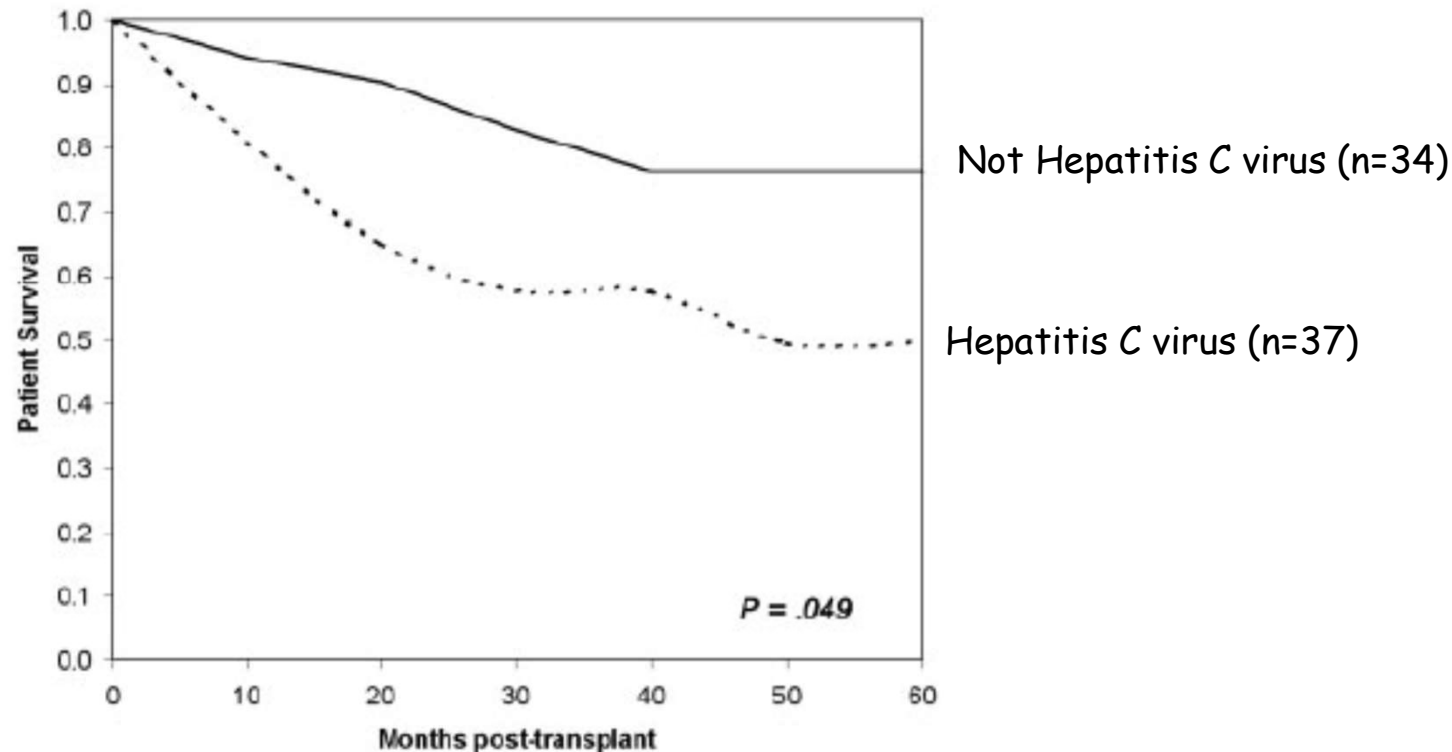 1.0
0.9
0.8
0.7
0.6
0.5
0.4
0.3
0.2
0.1
0.0
Patient Survival
Not Hepatitis C virus (n=34)
Hepatitis C virus (n=37)
P = .049
0 10 20 30 40 50 60
Months post-transplant